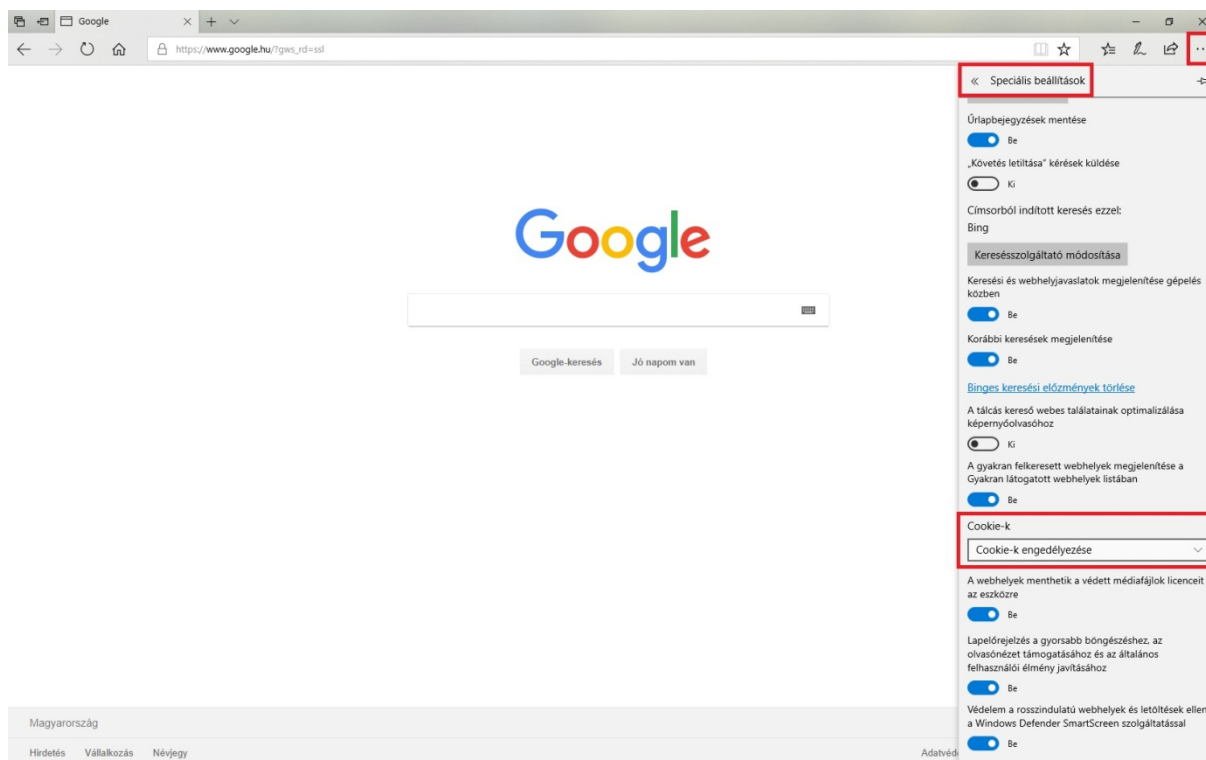 Google
https://www.google.hu/?gws_rd=ssl
Speciális beállítások
Űrlapbejegyzések mentése
Be
„Követés letiltása” kérések küldése
Ki
Címsorból indított keresés ezzel:
Bing
Keresésszolgáltató módosítása
Keresési és webhelyjavaslatok megjelenítése gépelés
közben
Be
Korábbi keresések megjelenítése
Be
Binges keresési előzmények törlése
A tálcás kereső webes találatainak optimalizálása
képernyőolvasóhoz
Ki
A gyakran felkeresett webhelyek megjelenítése a
Gyakran látogatott webhelyek listában
Be
Cookie-k
Cookie-k engedélyezése
A webhelyek menthetik a védett médiafájlok licenceit
az eszközre
Be
Lapelőrejelzés a gyorsabb böngészéshez, az
olvasónézet támogatásához és az általános
felhasználói élmény javításához
Be
Védelem a rosszindulatú webhelyek és letöltések ellen
a Windows Defender SmartScreen szolgáltatással
Be
Google
Google-keresés
Jó napom van
Magyarország
Hirdetés Vállalkozás Névjegy